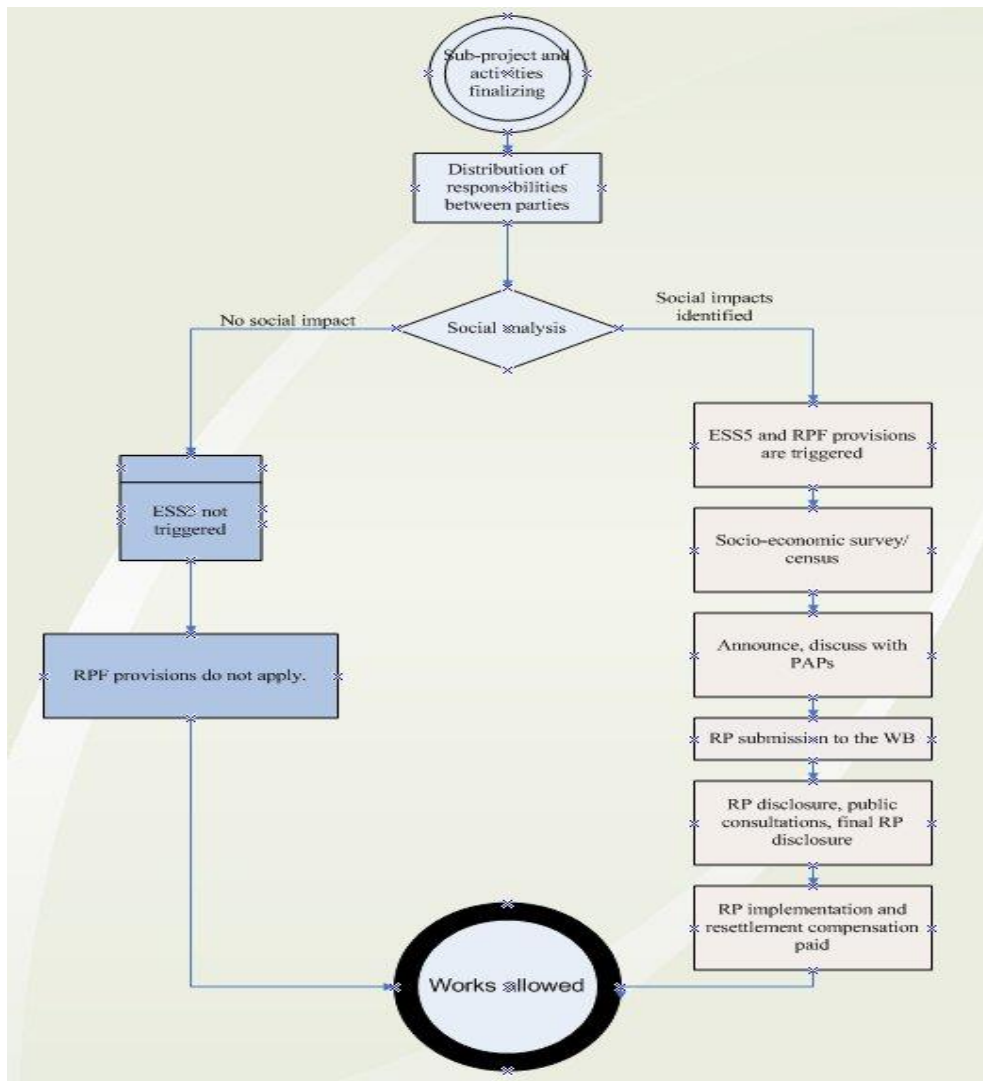 Sub-project and
activities
finalizing
Distribution of
responsibilities
between parties
Social analysis
No social impact
Social impacts
identified
ESS5 not
triggered
RPF provisions do not apply.
ESS5 and RPF provisions
are triggered
Socio-economic survey/
census
Announce, discuss with
PAPs
RP submission to the WB
RP disclosure, public
consultations, final RP
disclosure
RP implementation and
resettlement compensation
paid
Works allowed